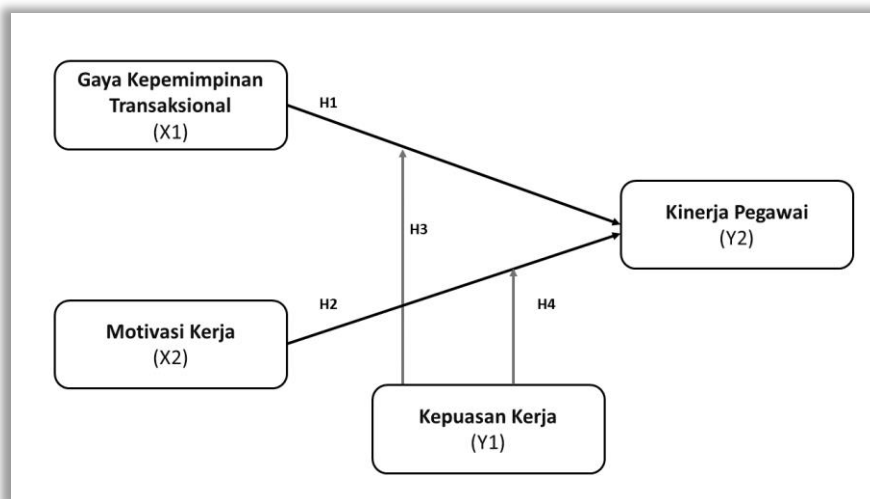 Gaya Kepemimpinan
Transaksional
(X1)
H1
Kinerja Pegawai
(Y2)
H3
H2
H4
Motivasi Kerja
(X2)
Kepuasan Kerja
(Y1)